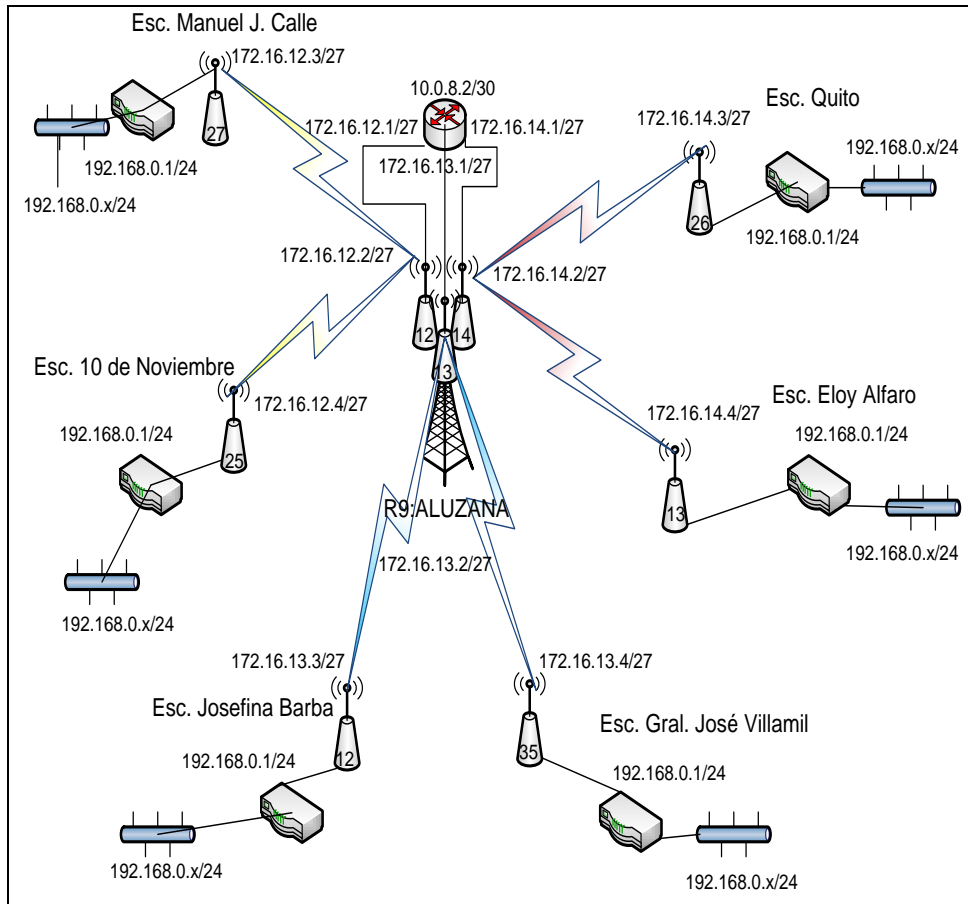 Esc. Manuel J. Calle
172.16.12.3/27
27
192.168.0.1/24
192.168.0.x/24
10.0.8.2/30
172.16.12.1/27
172.16.14.1/27
172.16.13.1/27
Esc. Quito
172.16.14.3/27
192.168.0.x/24
26
192.168.0.1/24
172.16.12.2/27
172.16.14.2/27
12
14
13
R9:ALUZANA
172.16.13.2/27
Esc. 10 de Noviembre
172.16.12.4/27
192.168.0.1/24
25
192.168.0.x/24
172.16.14.4/27
Esc. Eloy Alfaro
192.168.0.1/24
13
192.168.0.x/24
172.16.13.3/27
Esc. Josefina Barba
12
192.168.0.1/24
192.168.0.x/24
172.16.13.4/27
Esc. Gral. José Villamil
35
192.168.0.1/24
192.168.0.x/24